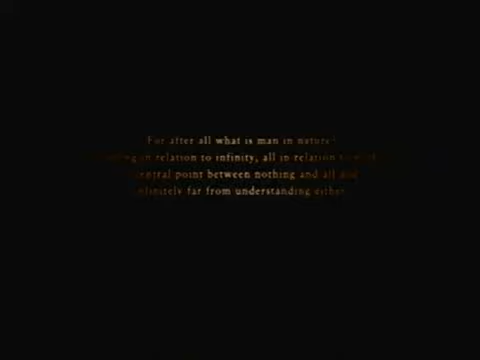 For after all what is man in nature?
in relation to infinity, all in relation to
central point between nothing and all and
infinitely far from understanding either